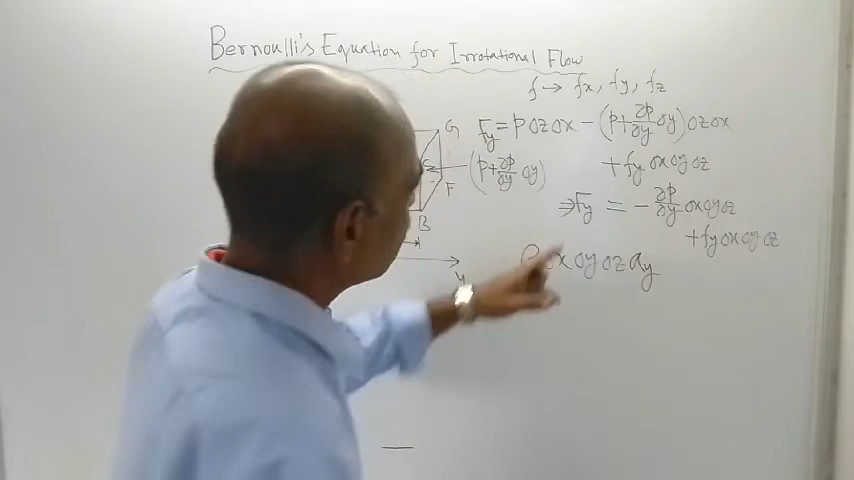 Bernoulli's Equation for Irrotational Flow
f → fx, fy, fz
G
Fy = p δz δx − (p + ∂p/∂y δy) δz δx
+ fy δx δy δz
(p + ∂p/∂y δy)
F
⇒ Fy = − ∂p/∂y δx δy δz
+ fy δx δy δz
B
δx δy δz ay
y